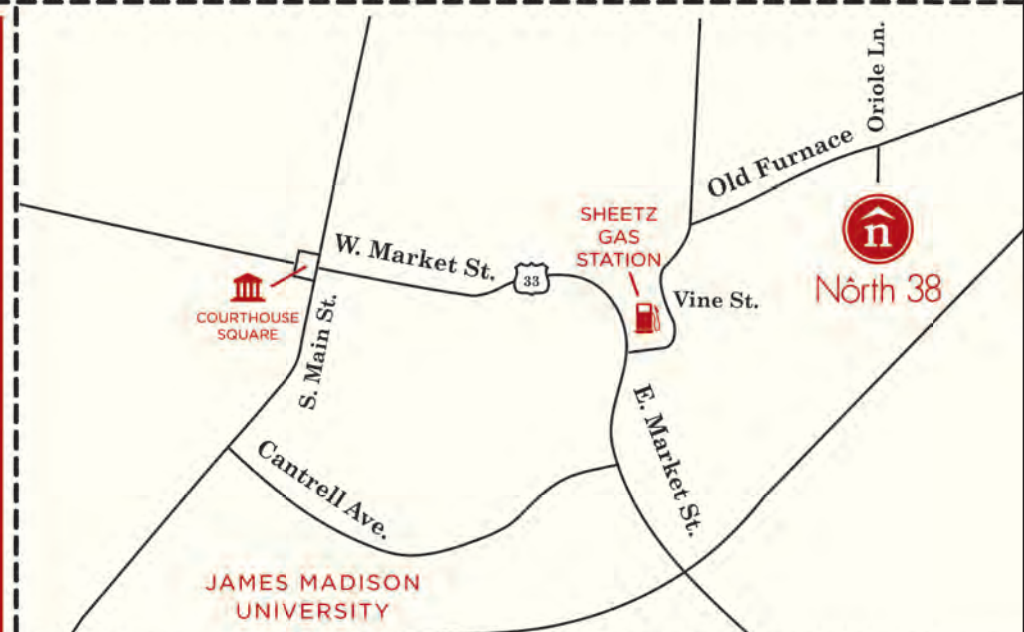 Oriole Ln.
Old Furnace
SHEETZ
GAS
STATION
W. Market St.
33
n
Nôrth 38
Vine St.
COURTHOUSE
SQUARE
S. Main St.
E. Market St.
Cantrell Ave.
JAMES MADISON
UNIVERSITY